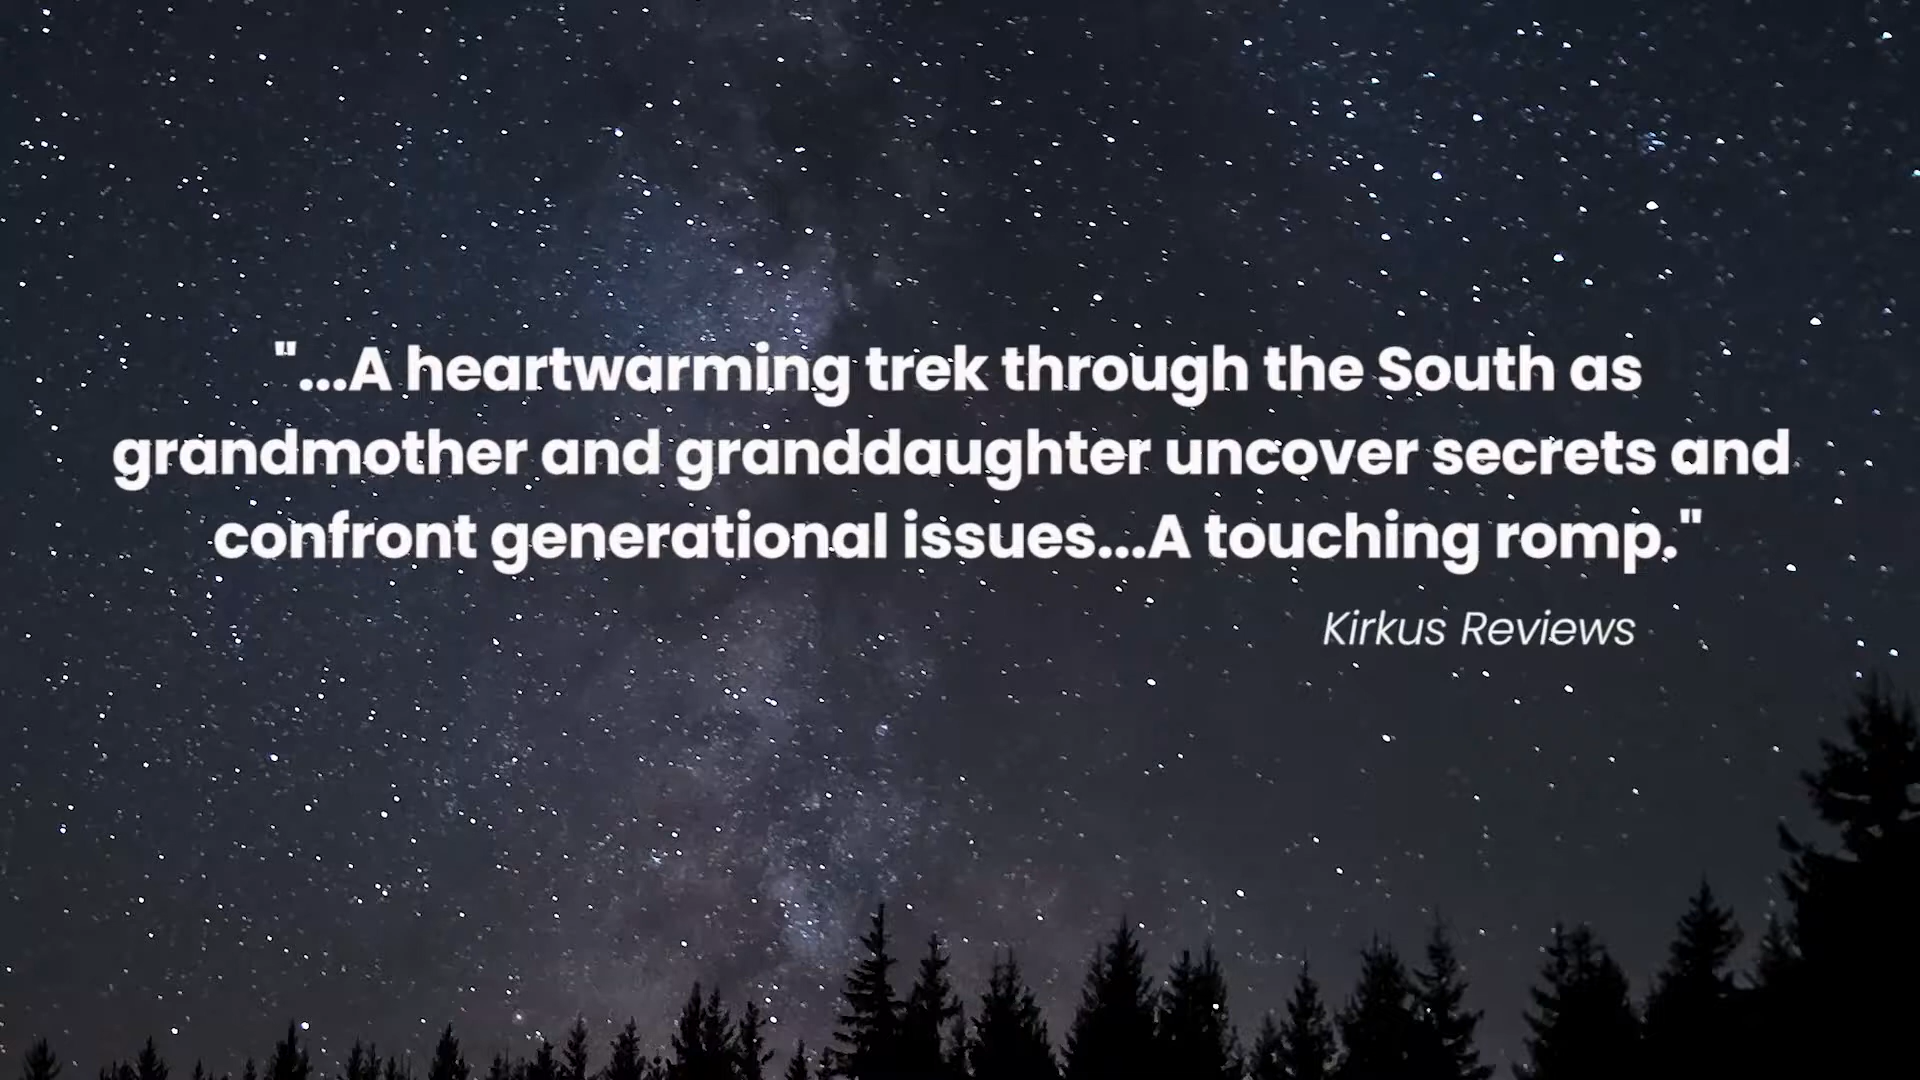 "...A heartwarming trek through the South as
grandmother and granddaughter uncover secrets and
confront generational issues...A touching romp."
Kirkus Reviews